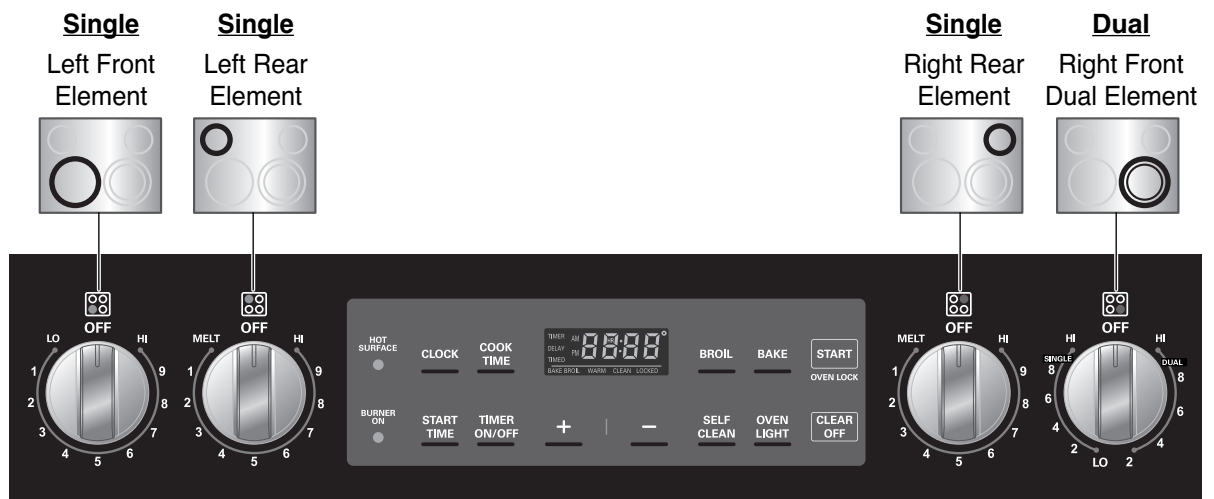 Single
Left Front
Element
Single
Left Rear
Element
Single
Right Rear
Element
Dual
Right Front
Dual Element
OFF
LO
HI
1
2
3
4
5
6
7
8
9
OFF
MELT
HI
1
2
3
4
5
6
7
8
9
HOT
SURFACE
CLOCK
COOK
TIME
TIMER
DELAY
TIMED
AM
PM
HR
88:88°
BAKE BROIL WARM CLEAN LOCKED
BROIL
BAKE
START
OVEN LOCK
BURNER
ON
START
TIME
TIMER
ON/OFF
+
−
SELF
CLEAN
OVEN
LIGHT
CLEAR
OFF
OFF
MELT
HI
1
2
3
4
5
6
7
8
9
OFF
HI
HI
SINGLE
DUAL
8
6
4
2
LO
2
4
6
8